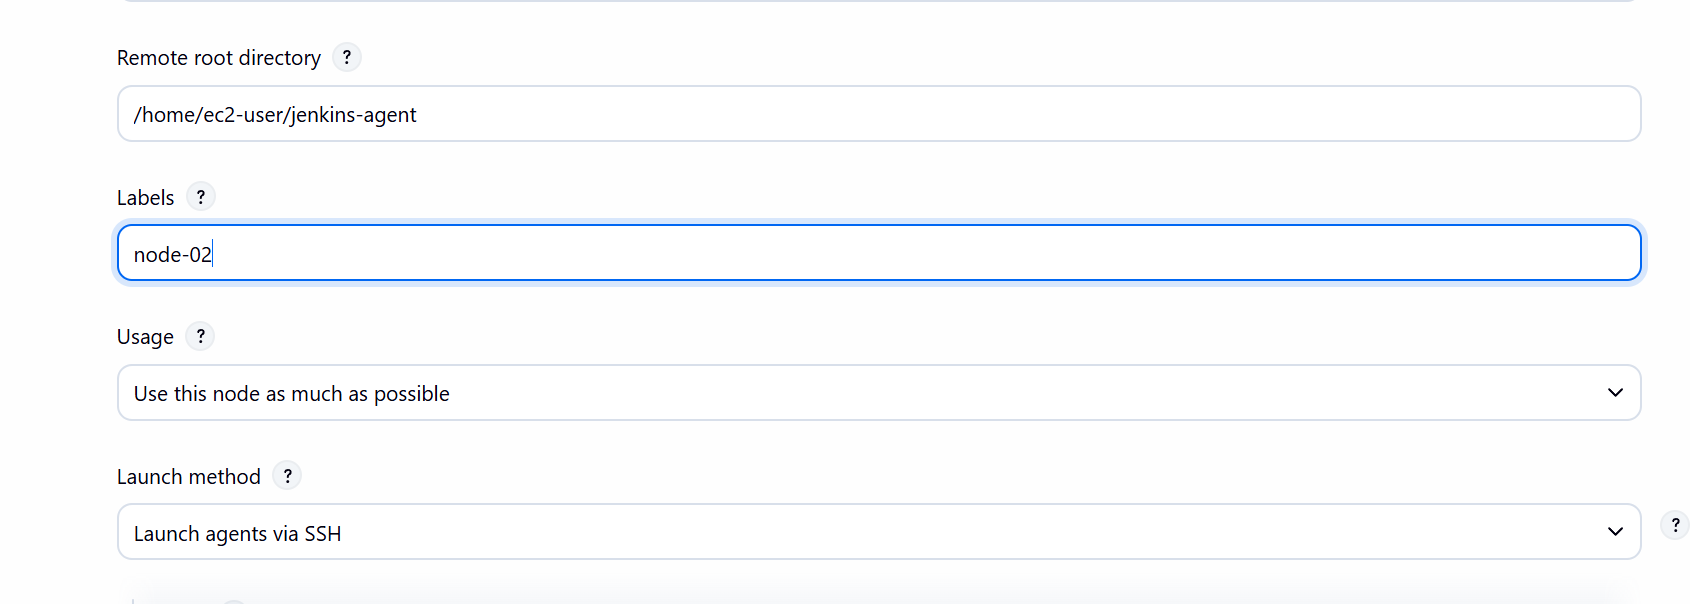 Remote root directory ?
/home/ec2-user/jenkins-agent
Labels ?
node-02
Usage ?
Use this node as much as possible
Launch method ?
Launch agents via SSH
?